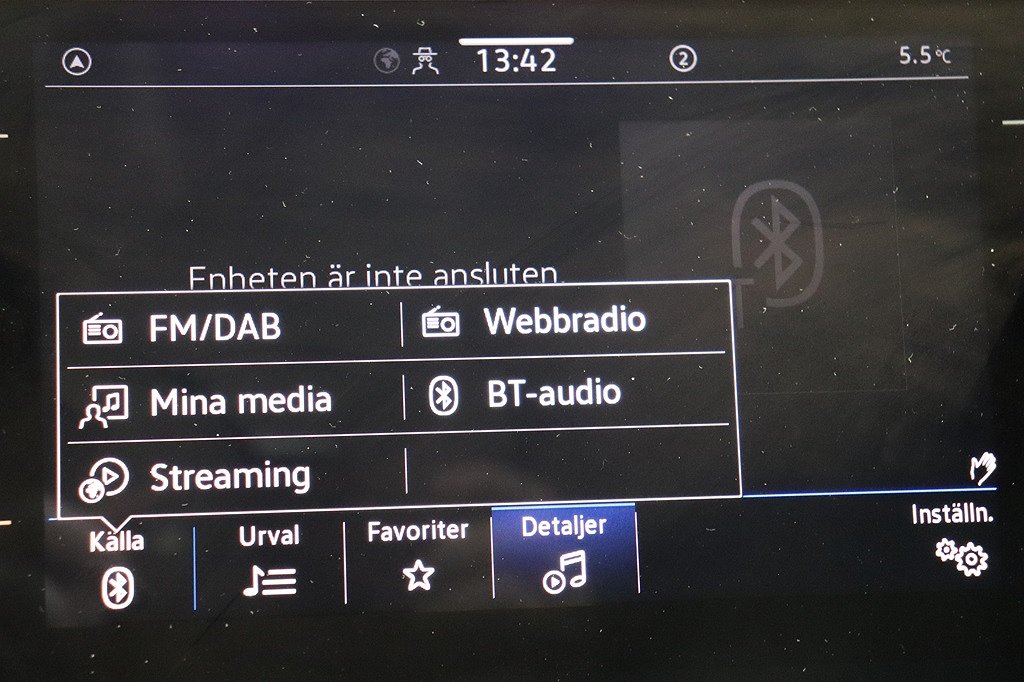 13:42
2
5.5°C
Enheten är inte ansluten.
FM/DAB
Webbradio
Mina media
BT-audio
Streaming
Källa
Urval
Favoriter
Detaljer
Inställn.